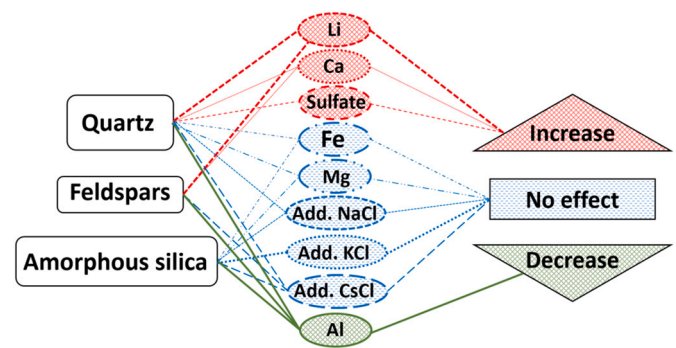 Li
Ca
Sulfate
Quartz
Fe
Increase
Mg
Feldspars
Add. NaCl
No effect
Amorphous silica
Add. KCl
Decrease
Add. CsCl
Al